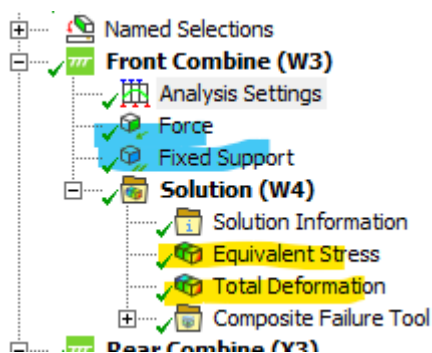 Named Selections
Front Combine (W3)
Analysis Settings
Force
Fixed Support
Solution (W4)
Solution Information
Equivalent Stress
Total Deformation
Composite Failure Tool
Rear Combine (X3)